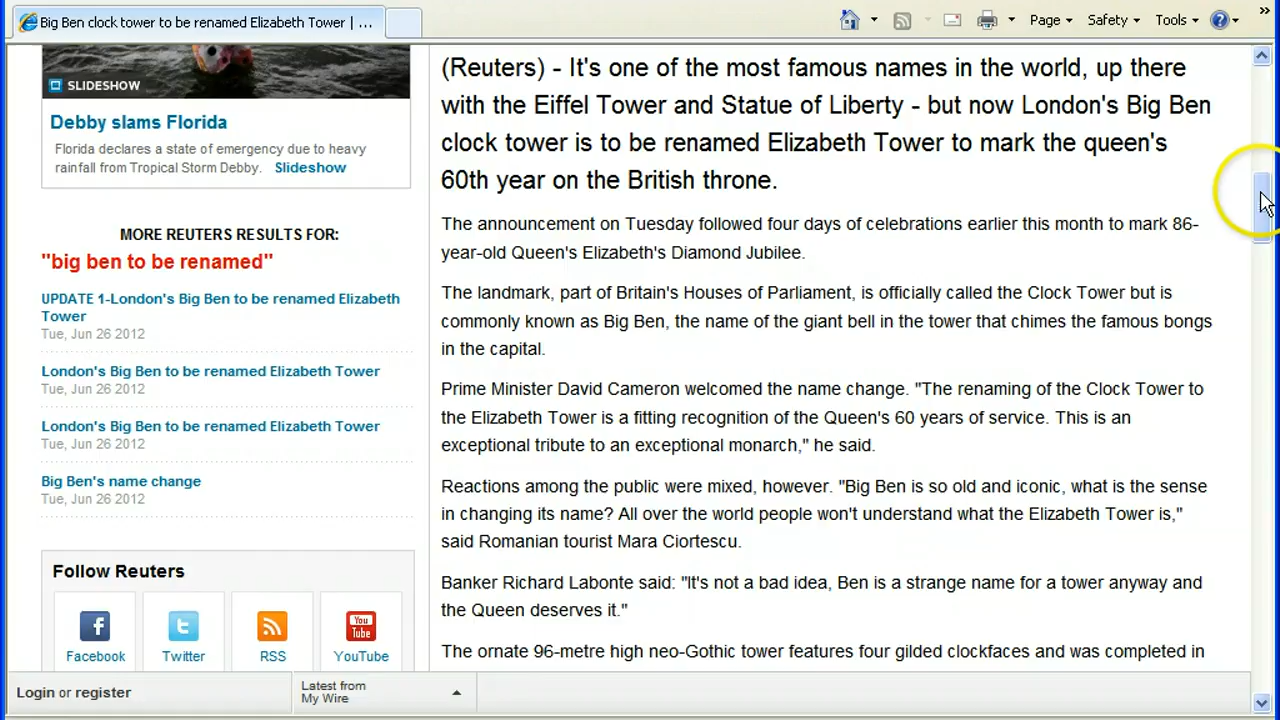 Big Ben clock tower to be renamed Elizabeth Tower | ...
Page
Safety
Tools
SLIDESHOW
Debby slams Florida
Florida declares a state of emergency due to heavy
rainfall from Tropical Storm Debby. Slideshow
MORE REUTERS RESULTS FOR:
"big ben to be renamed"
UPDATE 1-London's Big Ben to be renamed Elizabeth
Tower
Tue, Jun 26 2012
London's Big Ben to be renamed Elizabeth Tower
Tue, Jun 26 2012
London's Big Ben to be renamed Elizabeth Tower
Tue, Jun 26 2012
Big Ben's name change
Tue, Jun 26 2012
Follow Reuters
You
Tube
Facebook
Twitter
RSS
YouTube
(Reuters) - It's one of the most famous names in the world, up there
with the Eiffel Tower and Statue of Liberty - but now London's Big Ben
clock tower is to be renamed Elizabeth Tower to mark the queen's
60th year on the British throne.
The announcement on Tuesday followed four days of celebrations earlier this month to mark 86-
year-old Queen's Elizabeth's Diamond Jubilee.
The landmark, part of Britain's Houses of Parliament, is officially called the Clock Tower but is
commonly known as Big Ben, the name of the giant bell in the tower that chimes the famous bongs
in the capital.
Prime Minister David Cameron welcomed the name change. "The renaming of the Clock Tower to
the Elizabeth Tower is a fitting recognition of the Queen's 60 years of service. This is an
exceptional tribute to an exceptional monarch," he said.
Reactions among the public were mixed, however. "Big Ben is so old and iconic, what is the sense
in changing its name? All over the world people won't understand what the Elizabeth Tower is,"
said Romanian tourist Mara Ciortescu.
Banker Richard Labonte said: "It's not a bad idea, Ben is a strange name for a tower anyway and
the Queen deserves it."
The ornate 96-metre high neo-Gothic tower features four gilded clockfaces and was completed in
Login or register
Latest from
My Wire